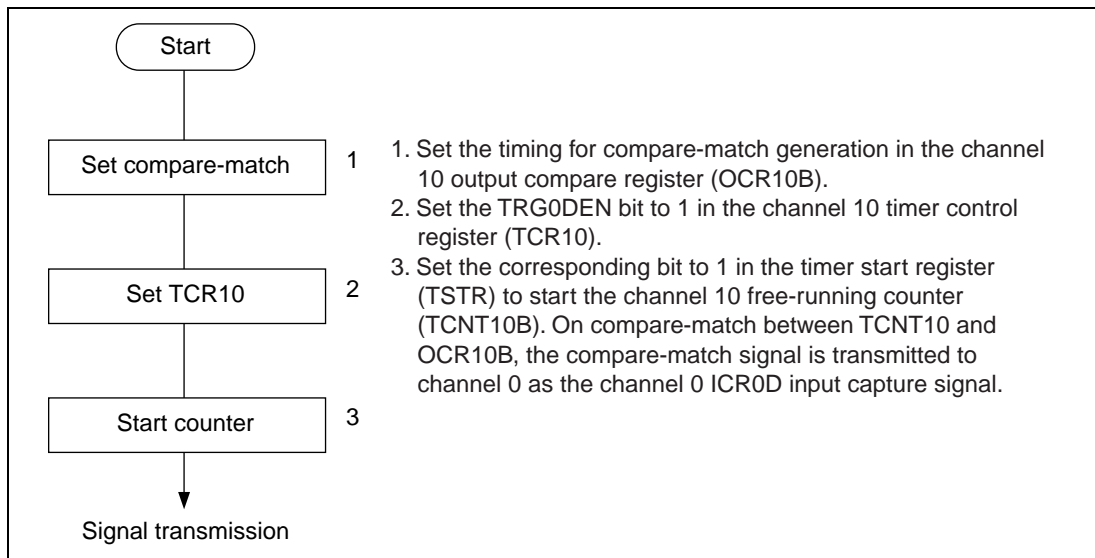 Start
Set compare-match
1
Set TCR10
2
Start counter
3
Signal transmission
1. Set the timing for compare-match generation in the channel
10 output compare register (OCR10B).
2. Set the TRG0DEN bit to 1 in the channel 10 timer control
register (TCR10).
3. Set the corresponding bit to 1 in the timer start register
(TSTR) to start the channel 10 free-running counter
(TCNT10B). On compare-match between TCNT10 and
OCR10B, the compare-match signal is transmitted to
channel 0 as the channel 0 ICR0D input capture signal.